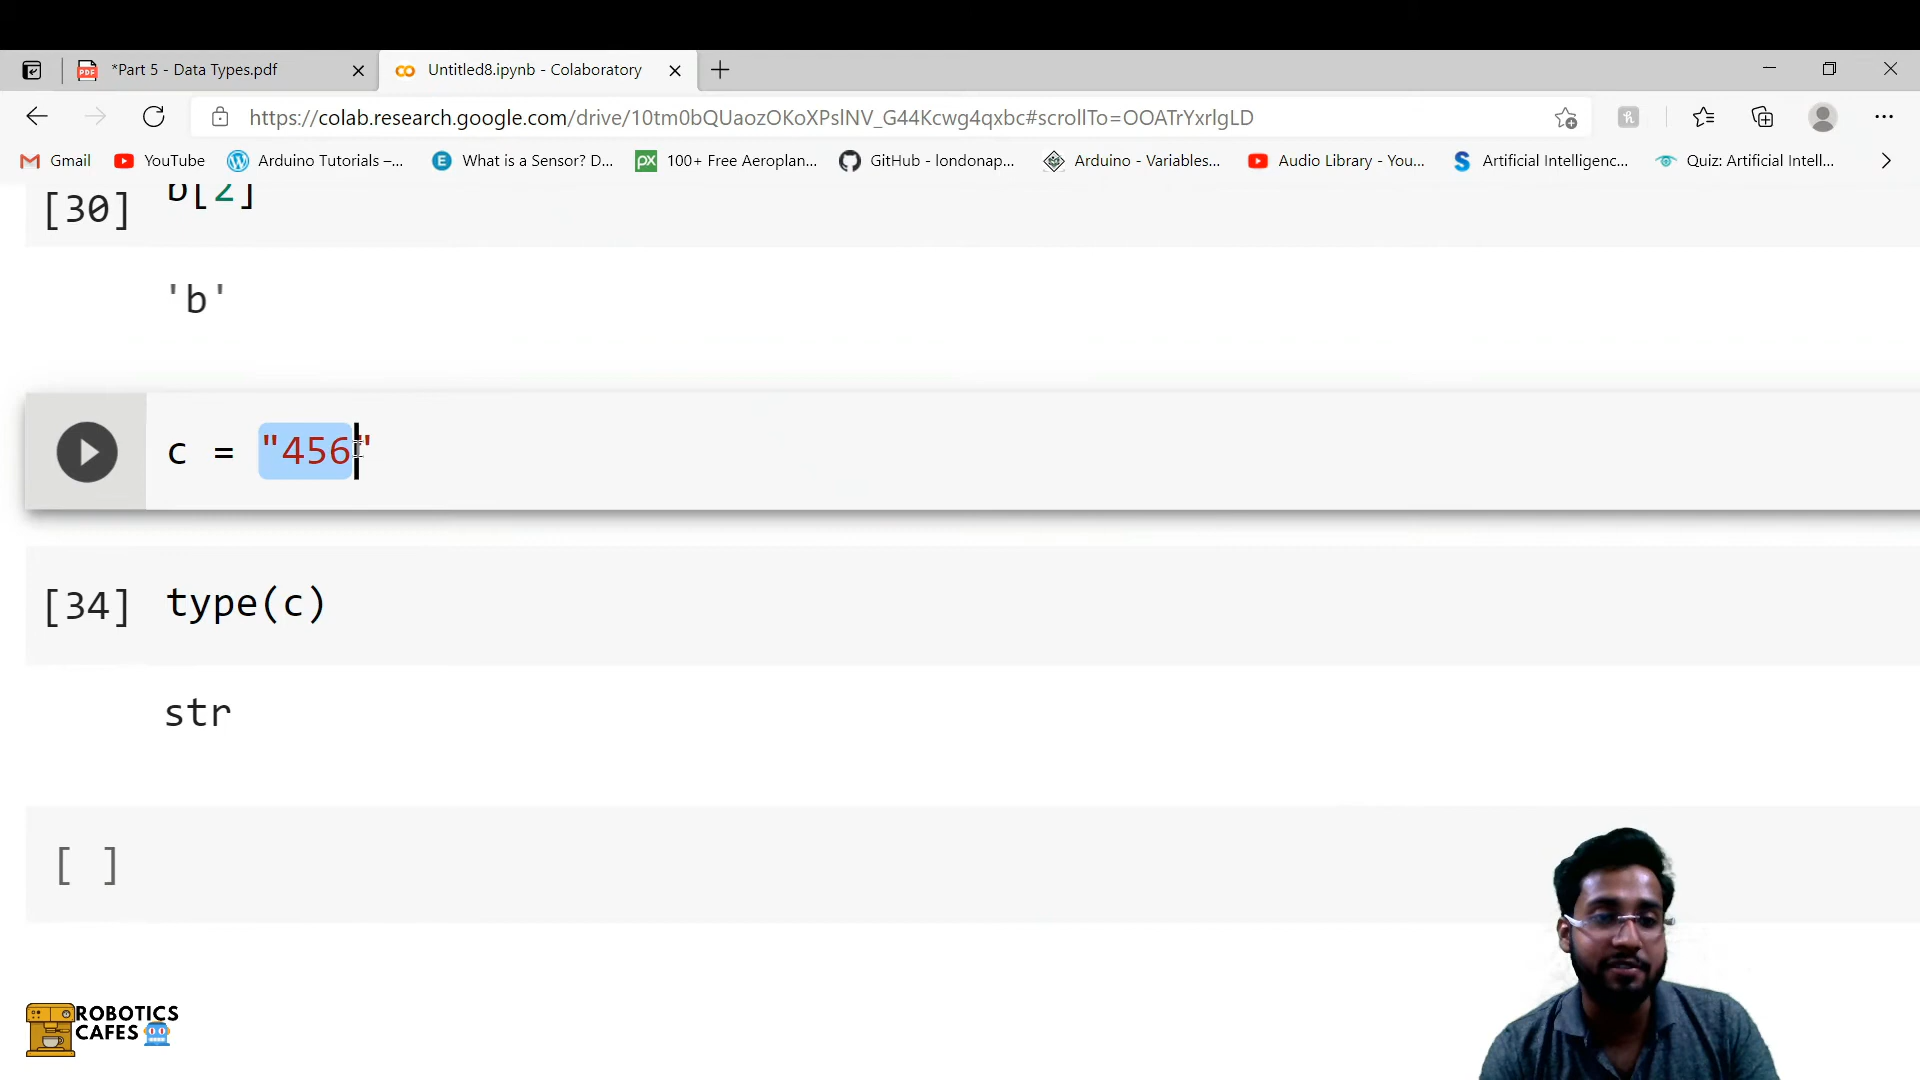 *Part 5 - Data Types.pdf
Untitled8.ipynb - Colaboratory
https://colab.research.google.com/drive/10tm0bQUaozOKoXPslNV_G44Kcwg4qxbc#scrollTo=OOATrYxrlgLD
Gmail
YouTube
Arduino Tutorials –...
What is a Sensor? D...
100+ Free Aeroplan...
GitHub - londonap...
Arduino - Variables...
Audio Library - You...
Artificial Intelligenc...
Quiz: Artificial Intell...
[30] b[2]
'b'
c = "456"
[34] type(c)
str
[ ]
ROBOTICS
CAFES